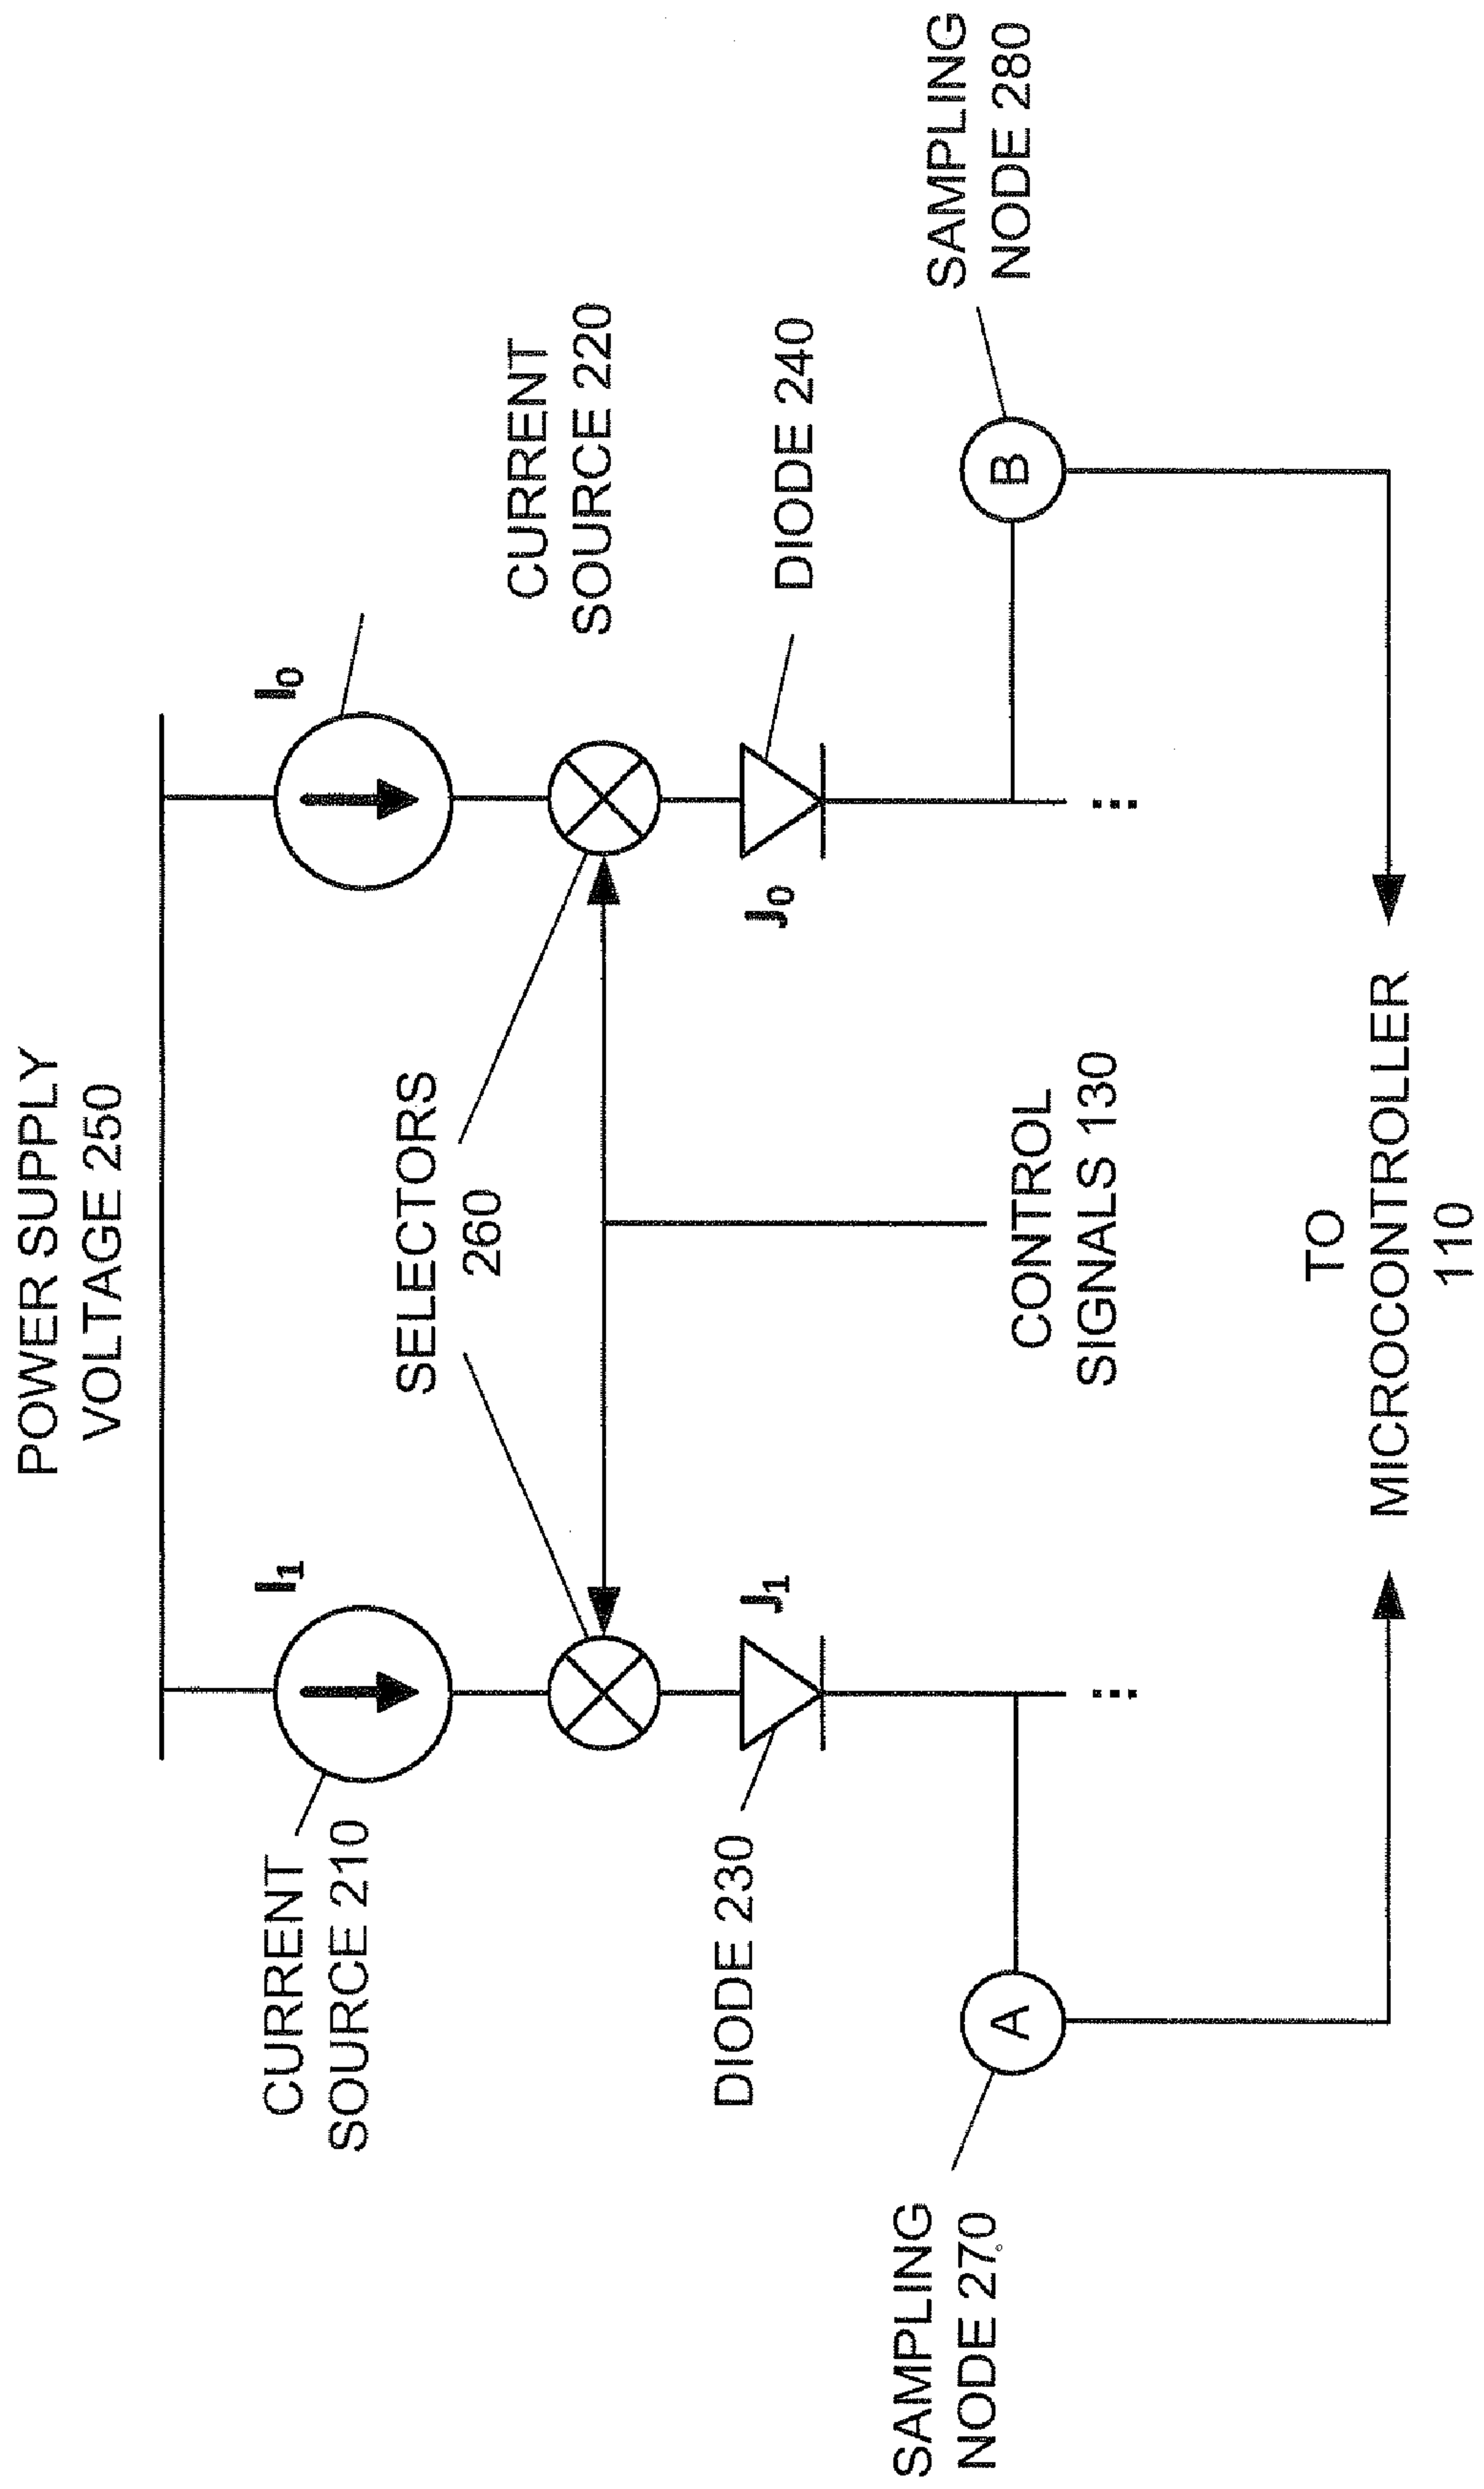 POWER SUPPLY
VOLTAGE 250
I1
I0
CURRENT
SOURCE 210
SELECTORS
260
CURRENT
SOURCE 220
DIODE 230
J1
J0
DIODE 240
SAMPLING
NODE 270
A
CONTROL
SIGNALS 130
B
SAMPLING
NODE 280
TO
MICROCONTROLLER
110